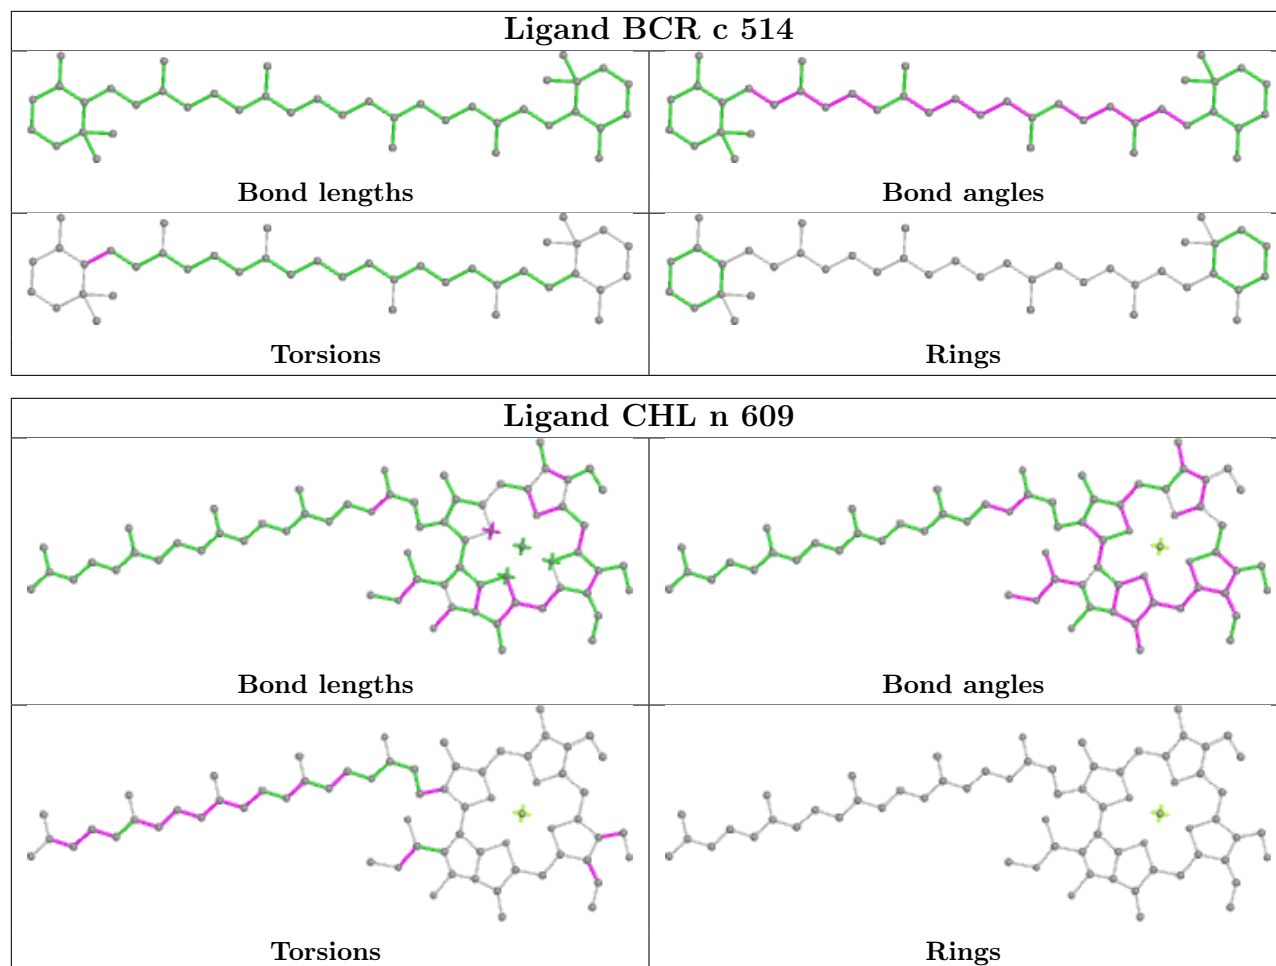 Ligand BCR c 514
Bond lengths
Bond angles
Torsions
Rings
Ligand CHL n 609
Bond lengths
Bond angles
Torsions
Rings